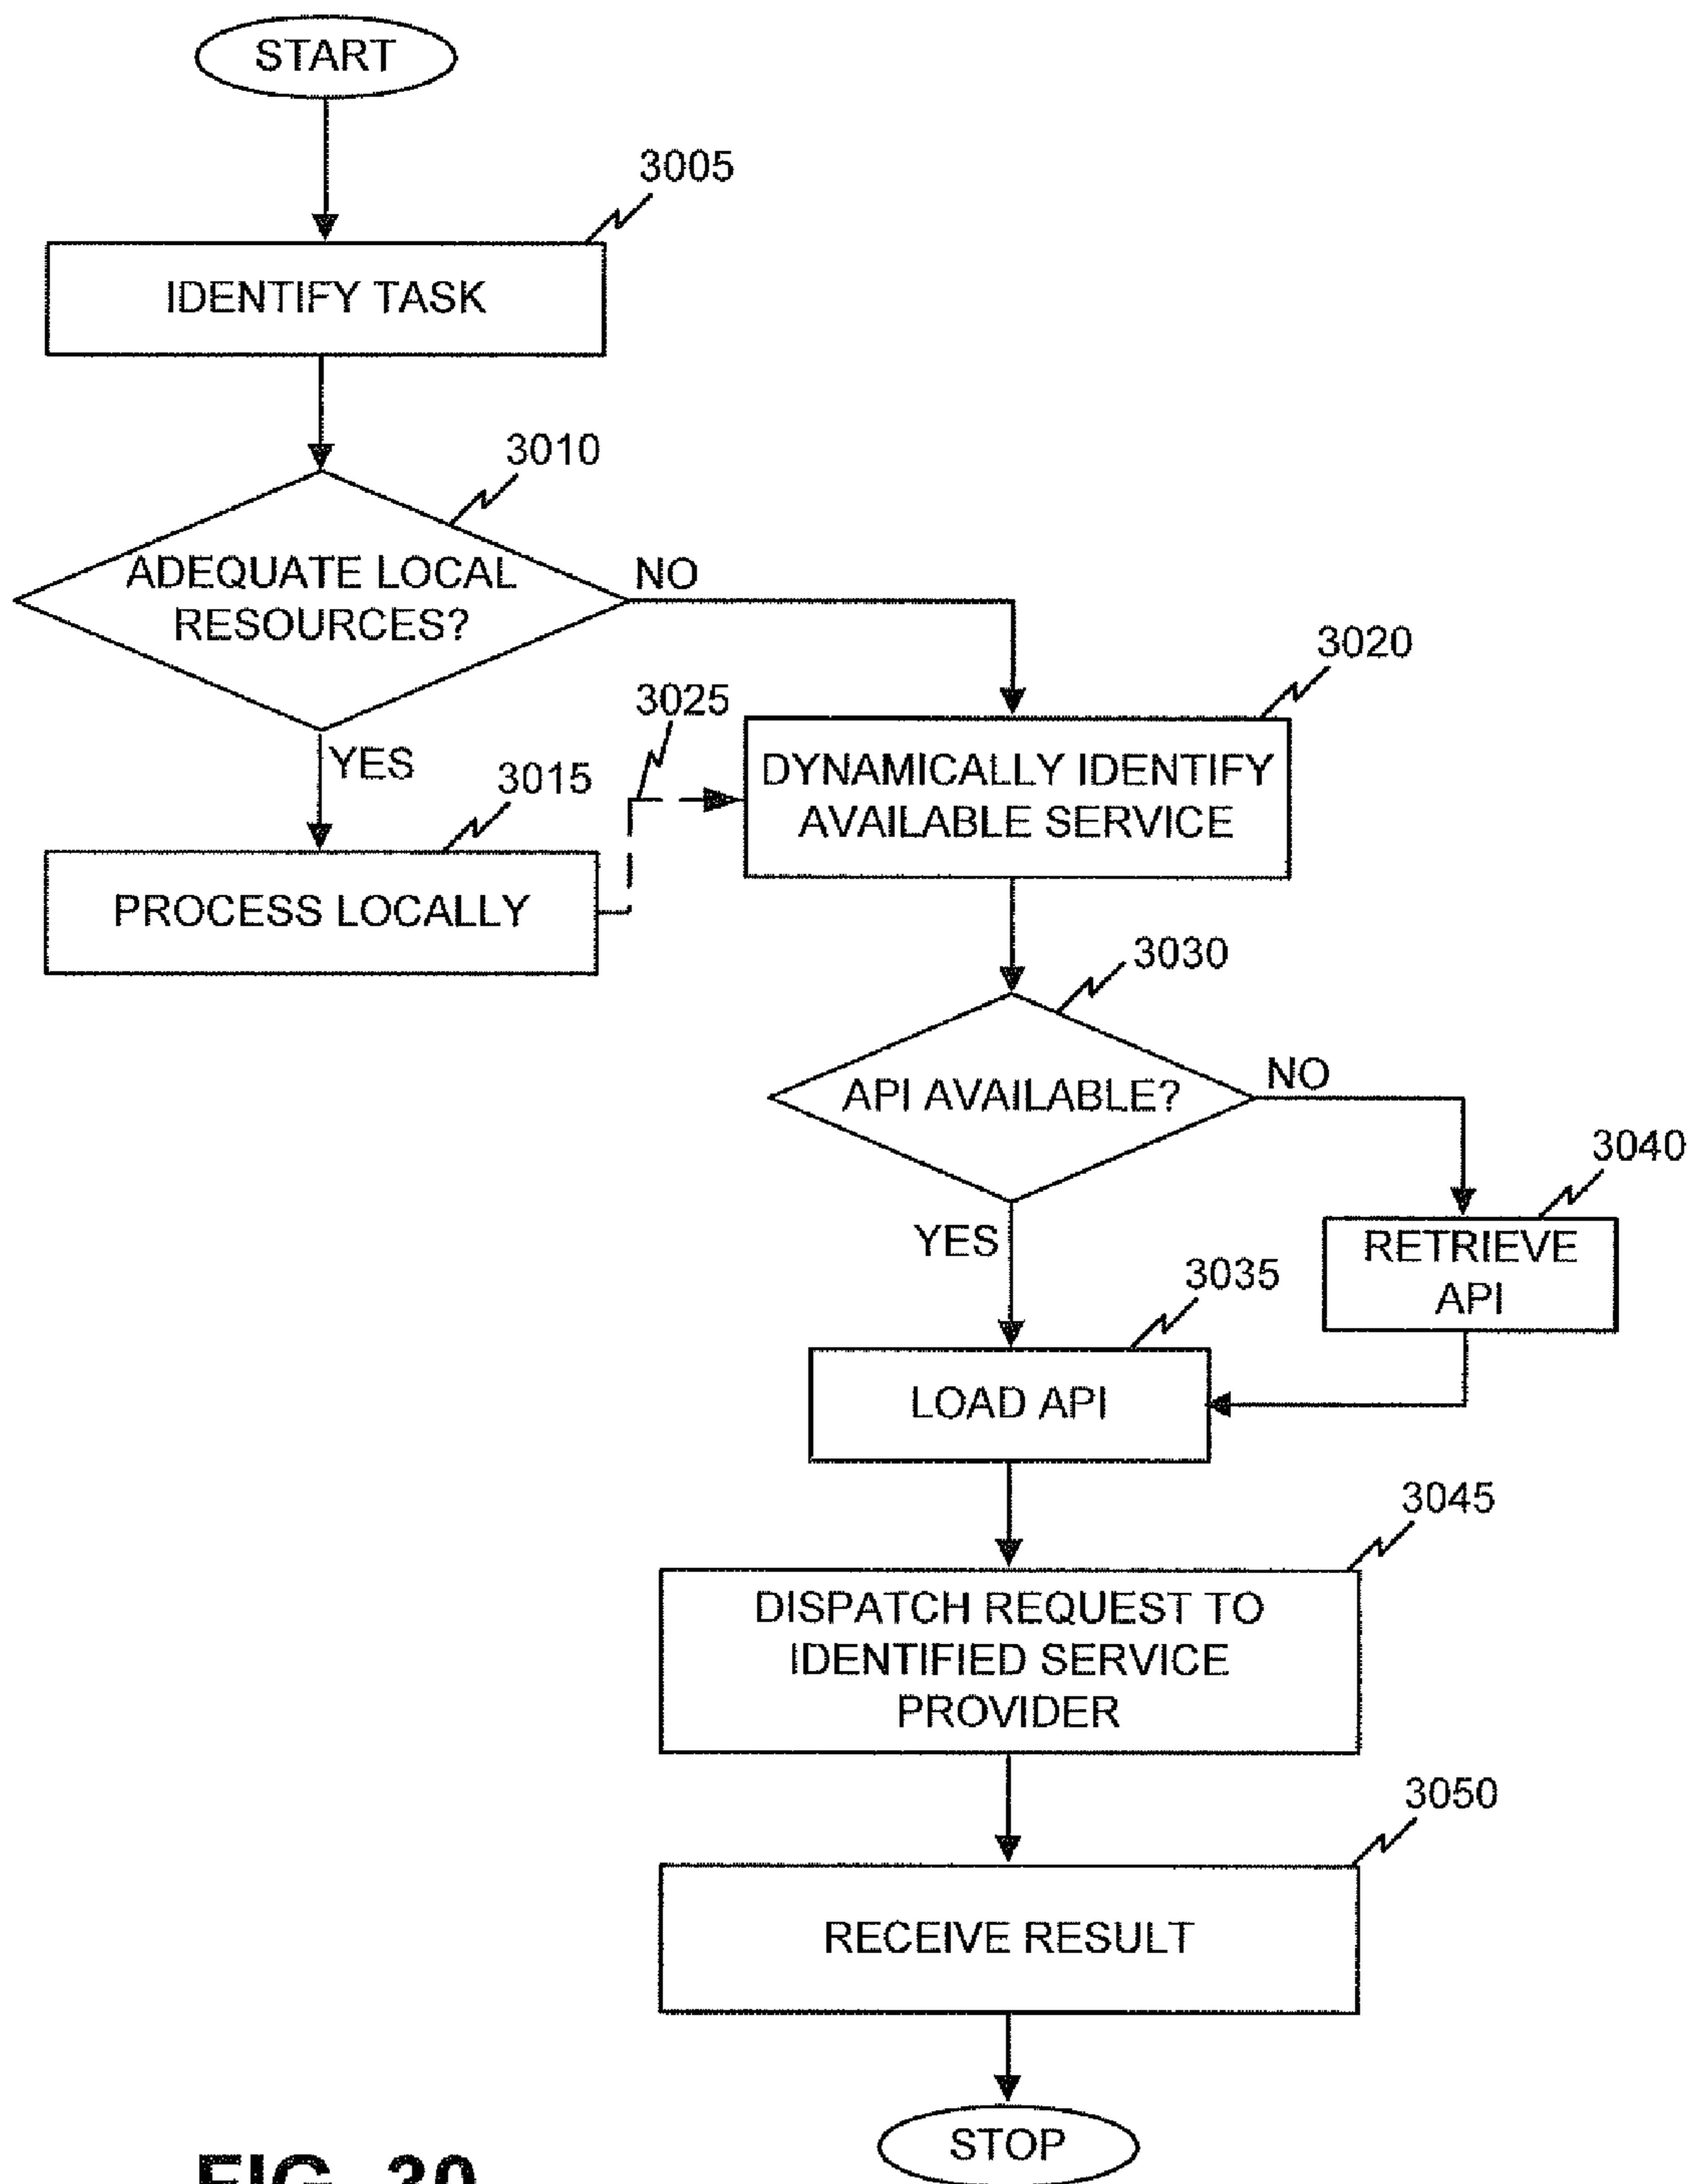 START
3005
IDENTIFY TASK
3010
ADEQUATE LOCAL
RESOURCES?
NO
3020
3025
DYNAMICALLY IDENTIFY
AVAILABLE SERVICE
YES
3015
PROCESS LOCALLY
3030
API AVAILABLE?
NO
3040
RETRIEVE
API
YES
3035
LOAD API
3045
DISPATCH REQUEST TO
IDENTIFIED SERVICE
PROVIDER
3050
RECEIVE RESULT
STOP
FIG. 30